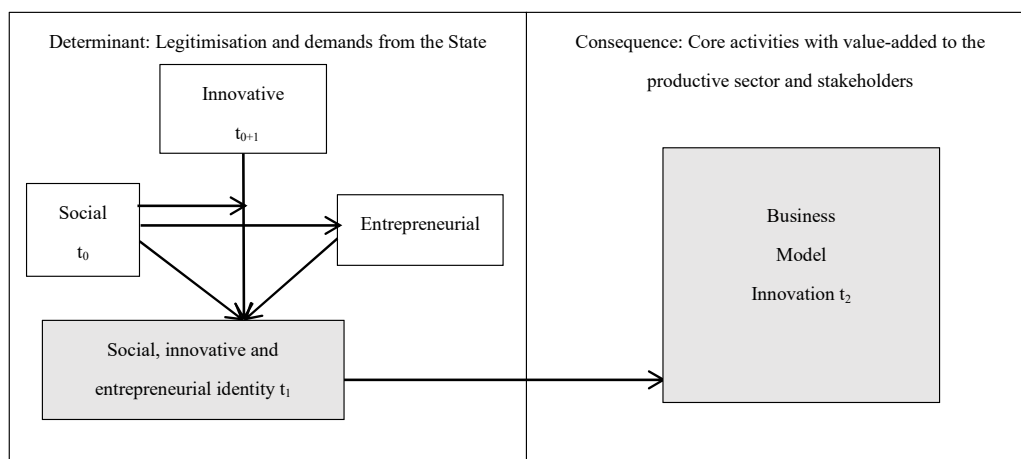 Determinant: Legitimisation and demands from the State
Innovative
t0+1
Social
t0
Entrepreneurial
Social, innovative and
entrepreneurial identity t1
Consequence: Core activities with value-added to the
productive sector and stakeholders
Business
Model
Innovation t2